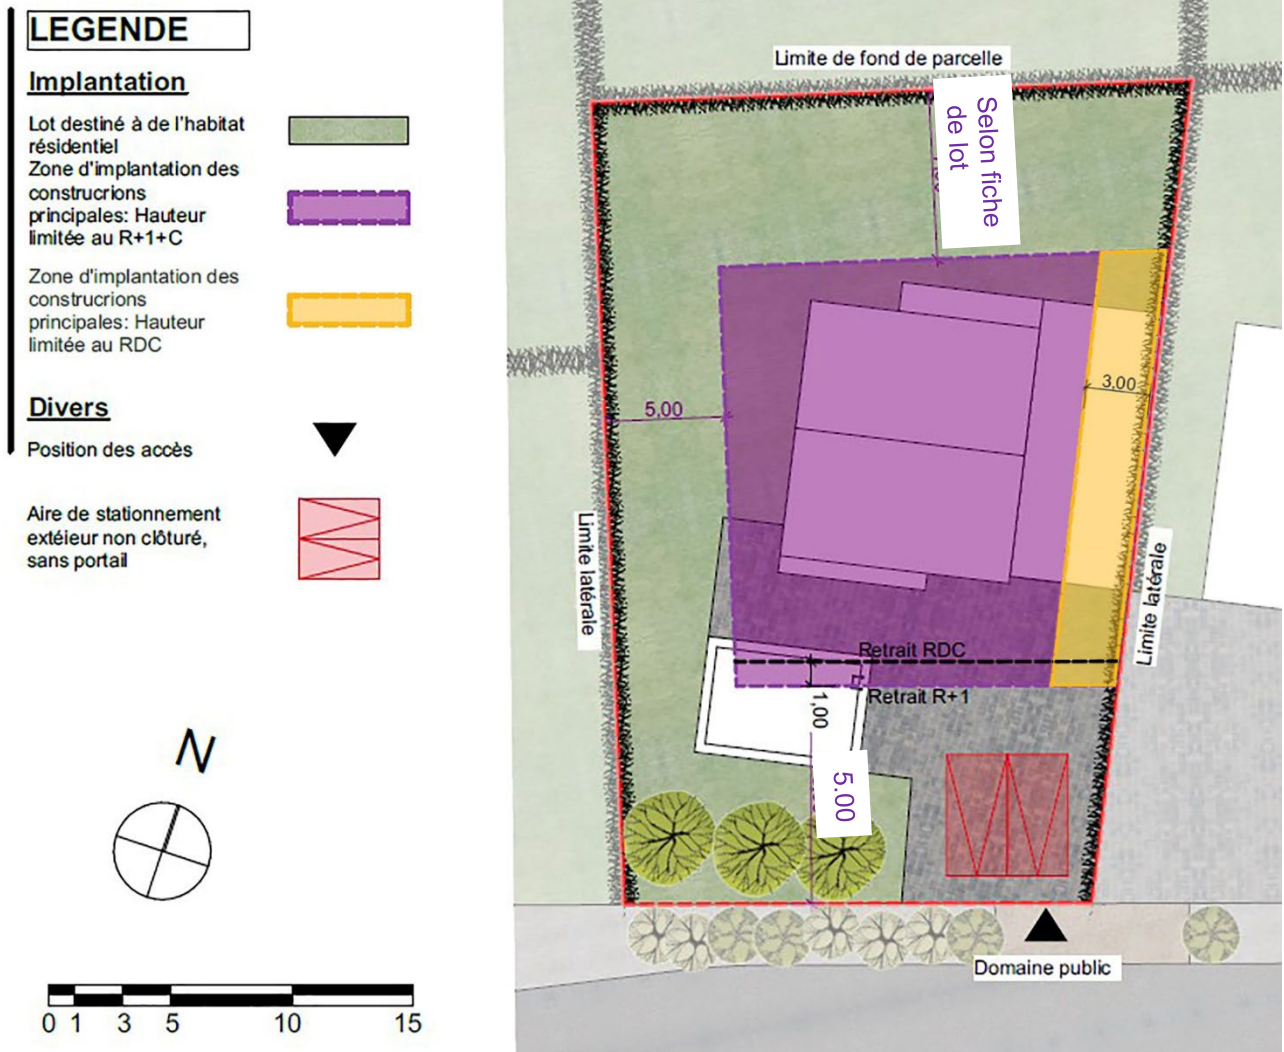 LEGENDE
Implantation
Lot destiné à de l'habitat
résidentiel
Zone d'implantation des
construcrions
principales: Hauteur
limitée au R+1+C
Zone d'implantation des
construcrions
principales: Hauteur
limitée au RDC
Divers
Position des accès
Aire de stationnement
extéieur non clôturé,
sans portail
N
0 1 3 5 10 15
Limite de fond de parcelle
Selon fiche
de lot
5,00
3,00
Limite latérale
Limite latérale
Retrait RDC
Retrait R+1
1,00
5.00
Domaine public